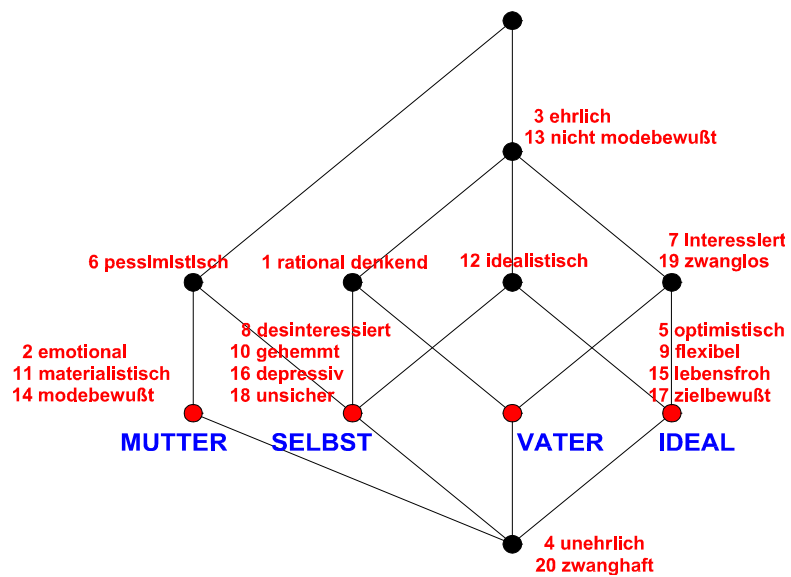 3 ehrlich
13 nicht modebewußt
6 pessimistisch
1 rational denkend
12 idealistisch
7 interessiert
19 zwanglos
2 emotional
11 materialistisch
14 modebewußt
8 desinteressiert
10 gehemmt
16 depressiv
18 unsicher
5 optimistisch
9 flexibel
15 lebensfroh
17 zielbewußt
MUTTER
SELBST
VATER
IDEAL
4 unehrlich
20 zwanghaft